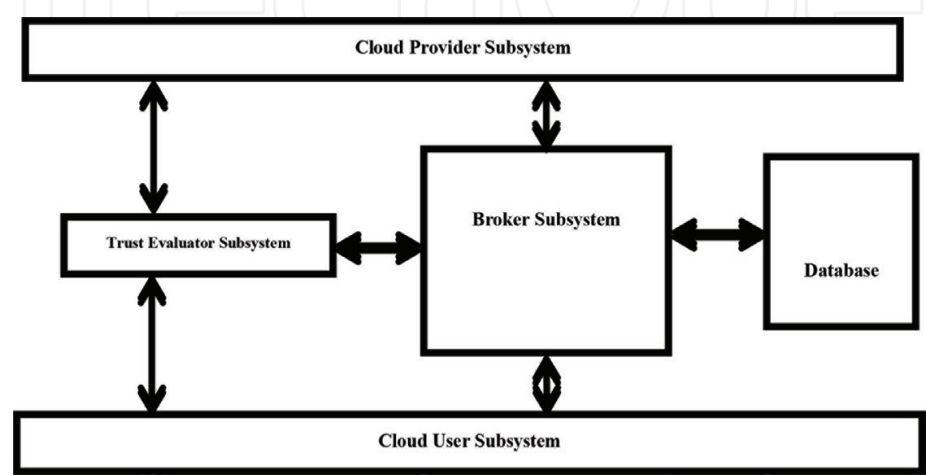 Cloud Provider Subsystem
Broker Subsystem
Trust Evaluator Subsystem
Database
Cloud User Subsystem